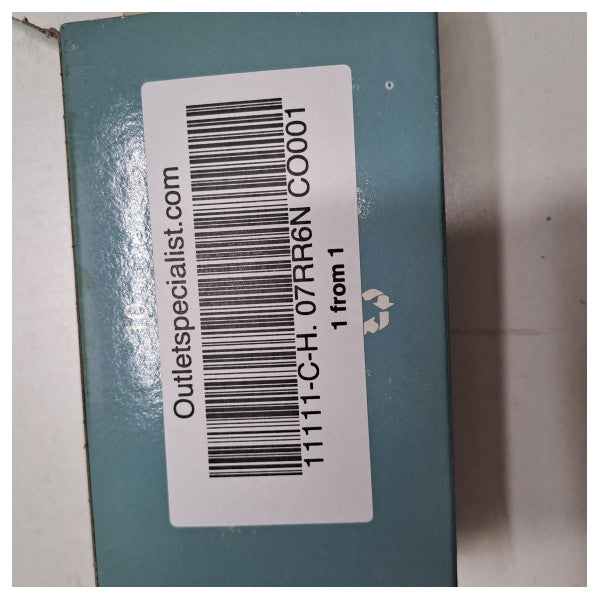 Outletspecialist.com
11111-C-H. 07RR6N CO001
1 from 1